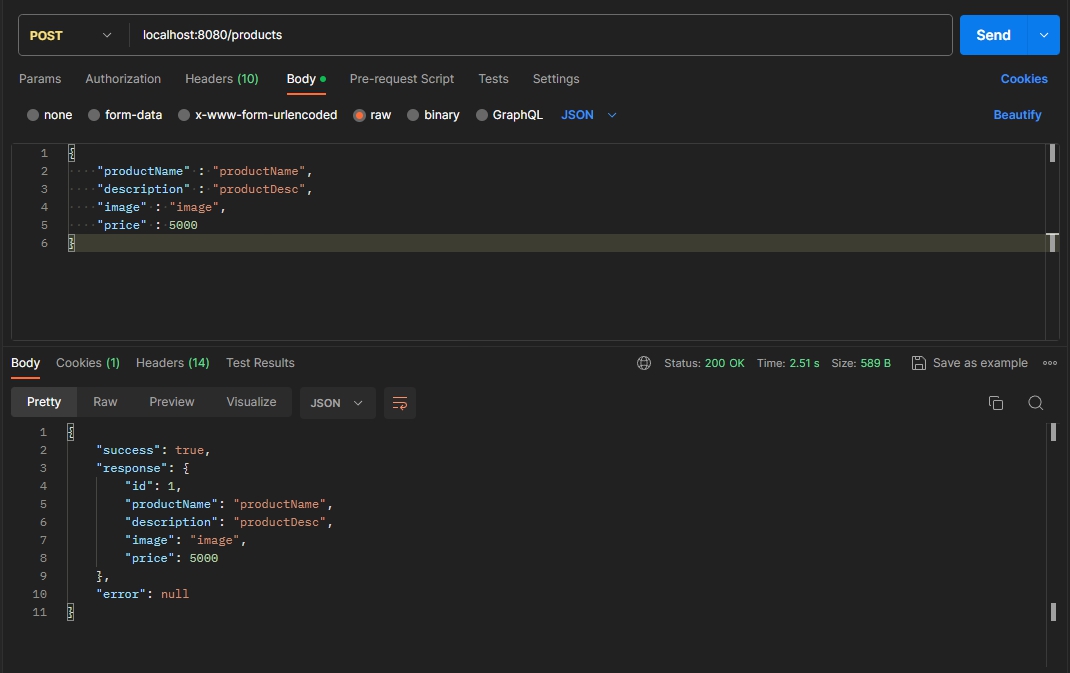 POST localhost:8080/products Send
Params Authorization Headers (10) Body Pre-request Script Tests Settings Cookies
none form-data x-www-form-urlencoded raw binary GraphQL JSON Beautify
1 {
2 ····"productName"·:·"productName",
3 ····"description"·:·"productDesc",
4 ····"image"·:·"image",
5 ····"price"·:·5000
6 }
Body Cookies (1) Headers (14) Test Results Status: 200 OK Time: 2.51 s Size: 589 B Save as example
Pretty Raw Preview Visualize JSON
1 {
2 "success": true,
3 "response": {
4 "id": 1,
5 "productName": "productName",
6 "description": "productDesc",
7 "image": "image",
8 "price": 5000
9 },
10 "error": null
11 }